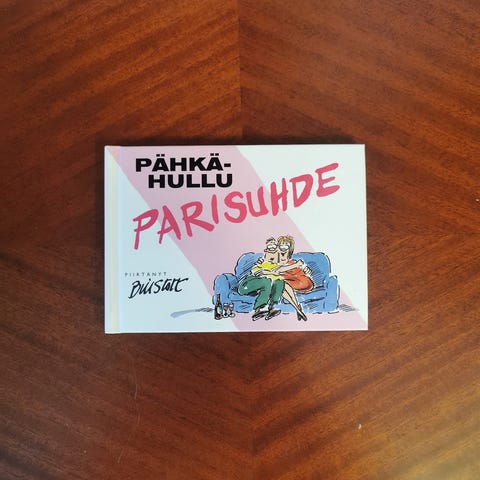 PÄHKÄ-
HULLU
PARISUHDE
PIIRTÄNYT
Bill Stott